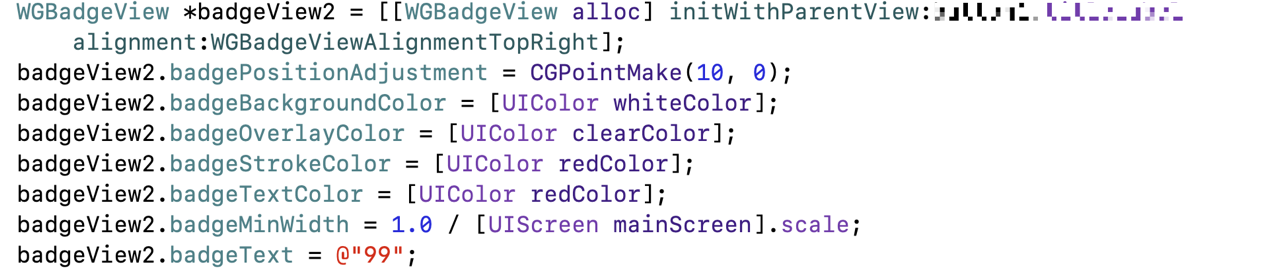 WGBadgeView *badgeView2 = [[WGBadgeView alloc] initWithParentView:
alignment:WGBadgeViewAlignmentTopRight];
badgeView2.badgePositionAdjustment = CGPointMake(10, 0);
badgeView2.badgeBackgroundColor = [UIColor whiteColor];
badgeView2.badgeOverlayColor = [UIColor clearColor];
badgeView2.badgeStrokeColor = [UIColor redColor];
badgeView2.badgeTextColor = [UIColor redColor];
badgeView2.badgeMinWidth = 1.0 / [UIScreen mainScreen].scale;
badgeView2.badgeText = @"99";